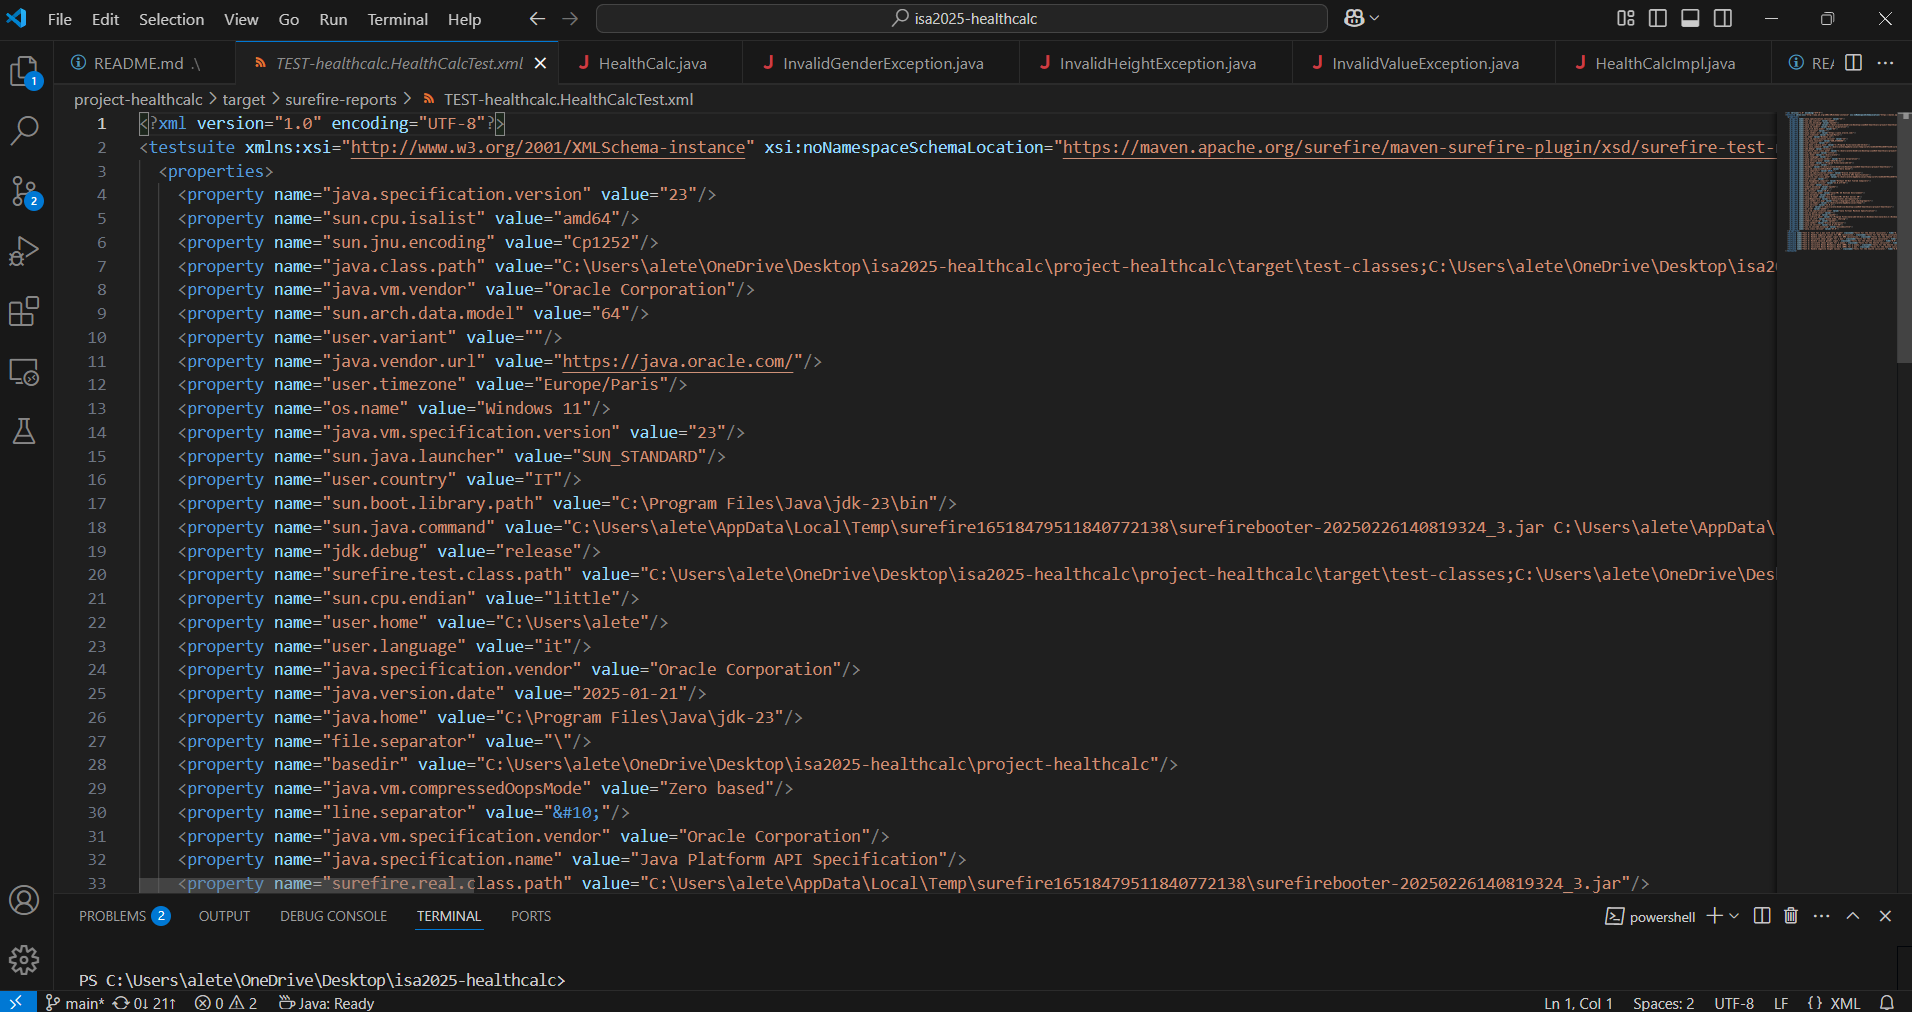 File Edit Selection View Go Run Terminal Help
isa2025-healthcalc
README.md .\
TEST-healthcalc.HealthCalcTest.xml
HealthCalc.java
InvalidGenderException.java
InvalidHeightException.java
InvalidValueException.java
HealthCalcImpl.java
REA
1
2
project-healthcalc > target > surefire-reports > TEST-healthcalc.HealthCalcTest.xml
1 <?xml version="1.0" encoding="UTF-8"?>
2 <testsuite xmlns:xsi="http://www.w3.org/2001/XMLSchema-instance" xsi:noNamespaceSchemaLocation="https://maven.apache.org/surefire/maven-surefire-plugin/xsd/surefire-test-
3 <properties>
4 <property name="java.specification.version" value="23"/>
5 <property name="sun.cpu.isalist" value="amd64"/>
6 <property name="sun.jnu.encoding" value="Cp1252"/>
7 <property name="java.class.path" value="C:\Users\alete\OneDrive\Desktop\isa2025-healthcalc\project-healthcalc\target\test-classes;C:\Users\alete\OneDrive\Desktop\isa20
8 <property name="java.vm.vendor" value="Oracle Corporation"/>
9 <property name="sun.arch.data.model" value="64"/>
10 <property name="user.variant" value=""/>
11 <property name="java.vendor.url" value="https://java.oracle.com/"/>
12 <property name="user.timezone" value="Europe/Paris"/>
13 <property name="os.name" value="Windows 11"/>
14 <property name="java.vm.specification.version" value="23"/>
15 <property name="sun.java.launcher" value="SUN_STANDARD"/>
16 <property name="user.country" value="IT"/>
17 <property name="sun.boot.library.path" value="C:\Program Files\Java\jdk-23\bin"/>
18 <property name="sun.java.command" value="C:\Users\alete\AppData\Local\Temp\surefire16518479511840772138\surefirebooter-20250226140819324_3.jar C:\Users\alete\AppData\
19 <property name="jdk.debug" value="release"/>
20 <property name="surefire.test.class.path" value="C:\Users\alete\OneDrive\Desktop\isa2025-healthcalc\project-healthcalc\target\test-classes;C:\Users\alete\OneDrive\Des
21 <property name="sun.cpu.endian" value="little"/>
22 <property name="user.home" value="C:\Users\alete"/>
23 <property name="user.language" value="it"/>
24 <property name="java.specification.vendor" value="Oracle Corporation"/>
25 <property name="java.version.date" value="2025-01-21"/>
26 <property name="java.home" value="C:\Program Files\Java\jdk-23"/>
27 <property name="file.separator" value="\"/>
28 <property name="basedir" value="C:\Users\alete\OneDrive\Desktop\isa2025-healthcalc\project-healthcalc"/>
29 <property name="java.vm.compressedOopsMode" value="Zero based"/>
30 <property name="line.separator" value="&#10;"/>
31 <property name="java.vm.specification.vendor" value="Oracle Corporation"/>
32 <property name="java.specification.name" value="Java Platform API Specification"/>
33 <property name="surefire.real.class.path" value="C:\Users\alete\AppData\Local\Temp\surefire16518479511840772138\surefirebooter-20250226140819324_3.jar"/>
PROBLEMS 2 OUTPUT DEBUG CONSOLE TERMINAL PORTS
powershell
PS C:\Users\alete\OneDrive\Desktop\isa2025-healthcalc>
main* 0↓ 21↑ 0 2 Java: Ready
Ln 1, Col 1 Spaces: 2 UTF-8 LF {} XML